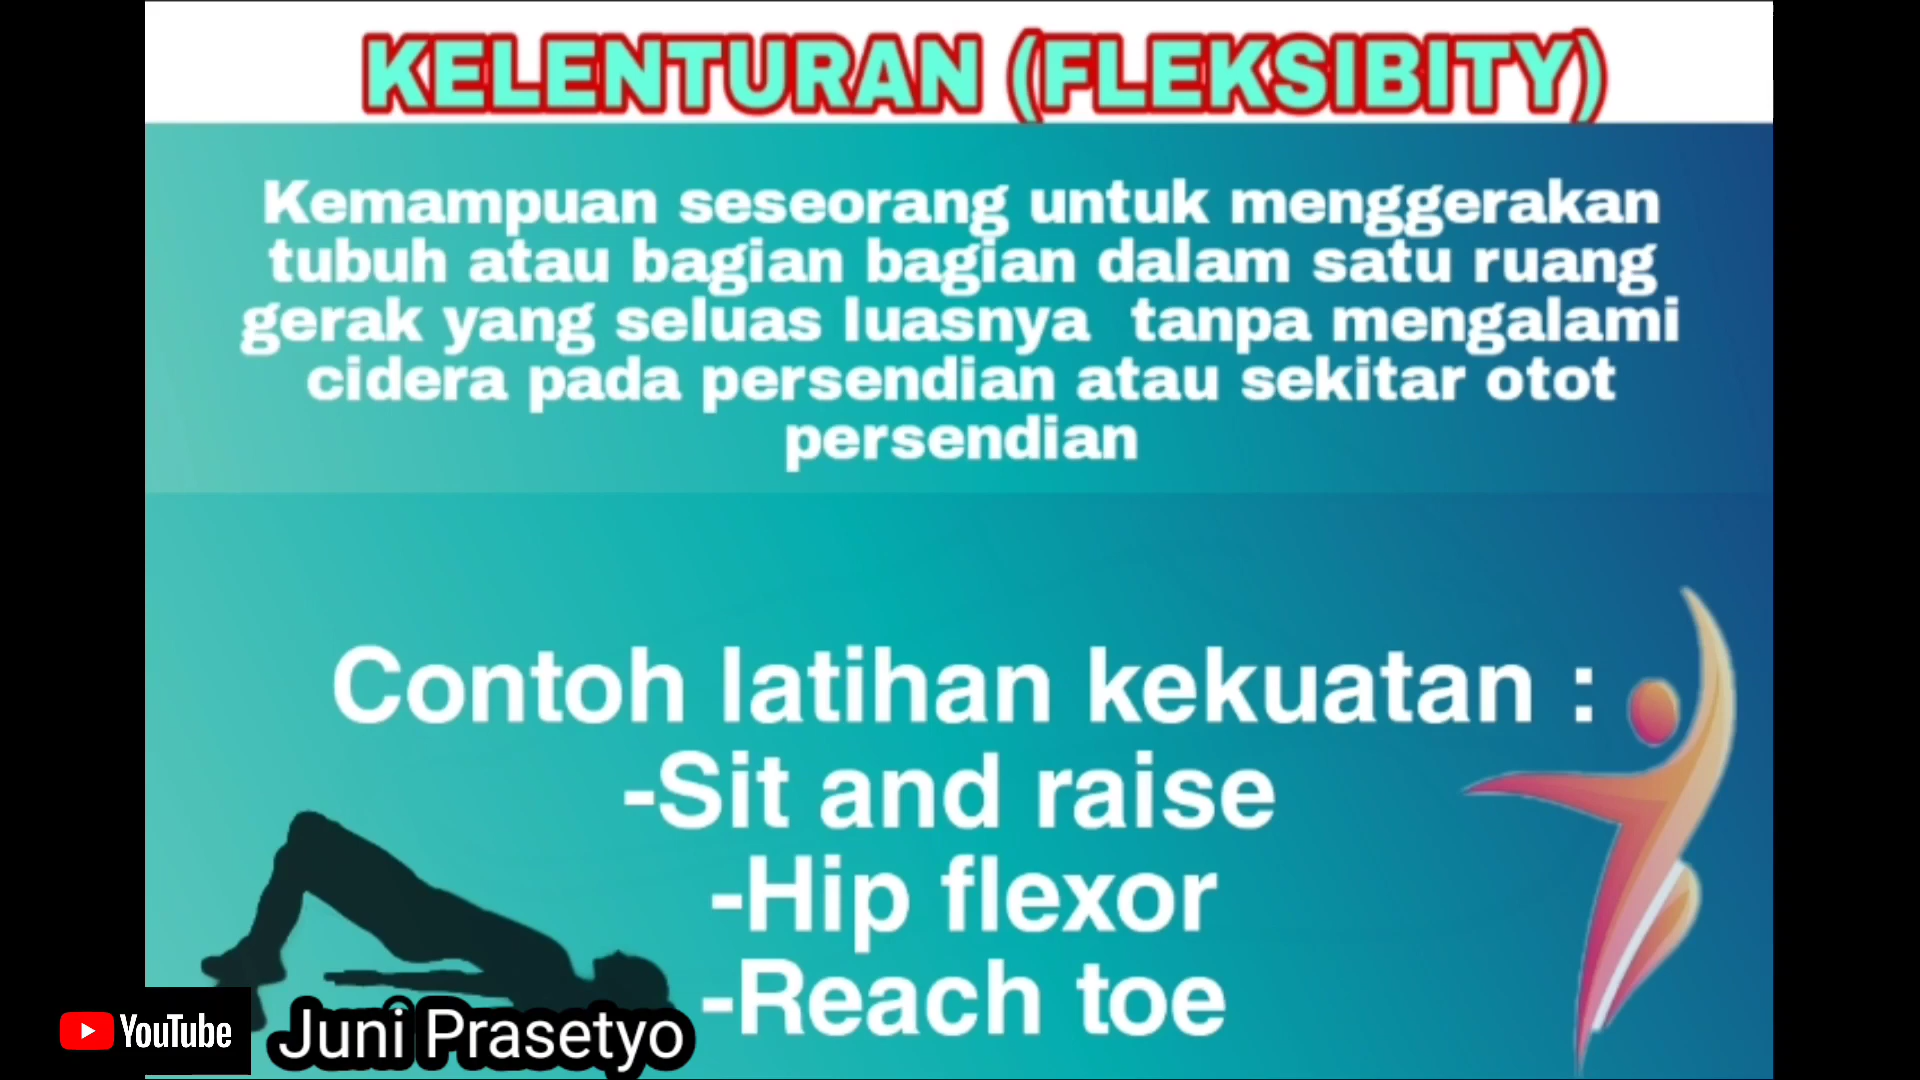 KELENTURAN (FLEKSIBITY)
Kemampuan seseorang untuk menggerakan
tubuh atau bagian bagian dalam satu ruang
gerak yang seluas luasnya tanpa mengalami
cidera pada persendian atau sekitar otot
persendian
Contoh latihan kekuatan :
-Sit and raise
-Hip flexor
-Reach toe
YouTube Juni Prasetyo